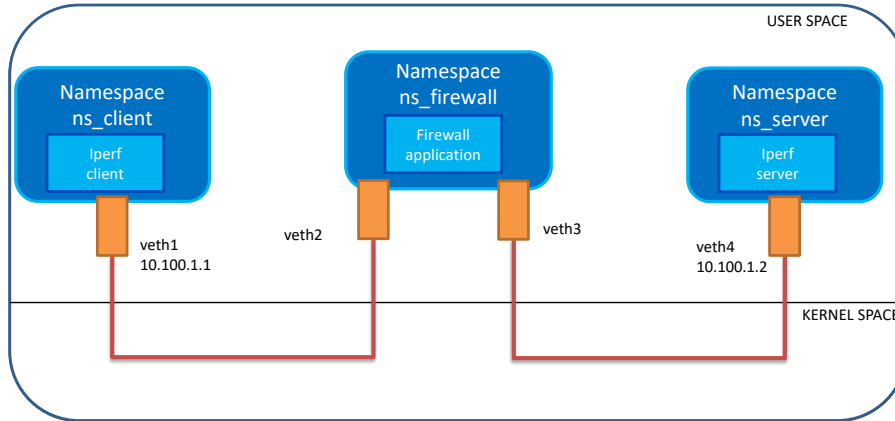 USER SPACE
Namespace
ns_client
Iperf
client
Namespace
ns_firewall
Firewall
application
Namespace
ns_server
Iperf
server
veth1
10.100.1.1
veth2
veth3
veth4
10.100.1.2
KERNEL SPACE